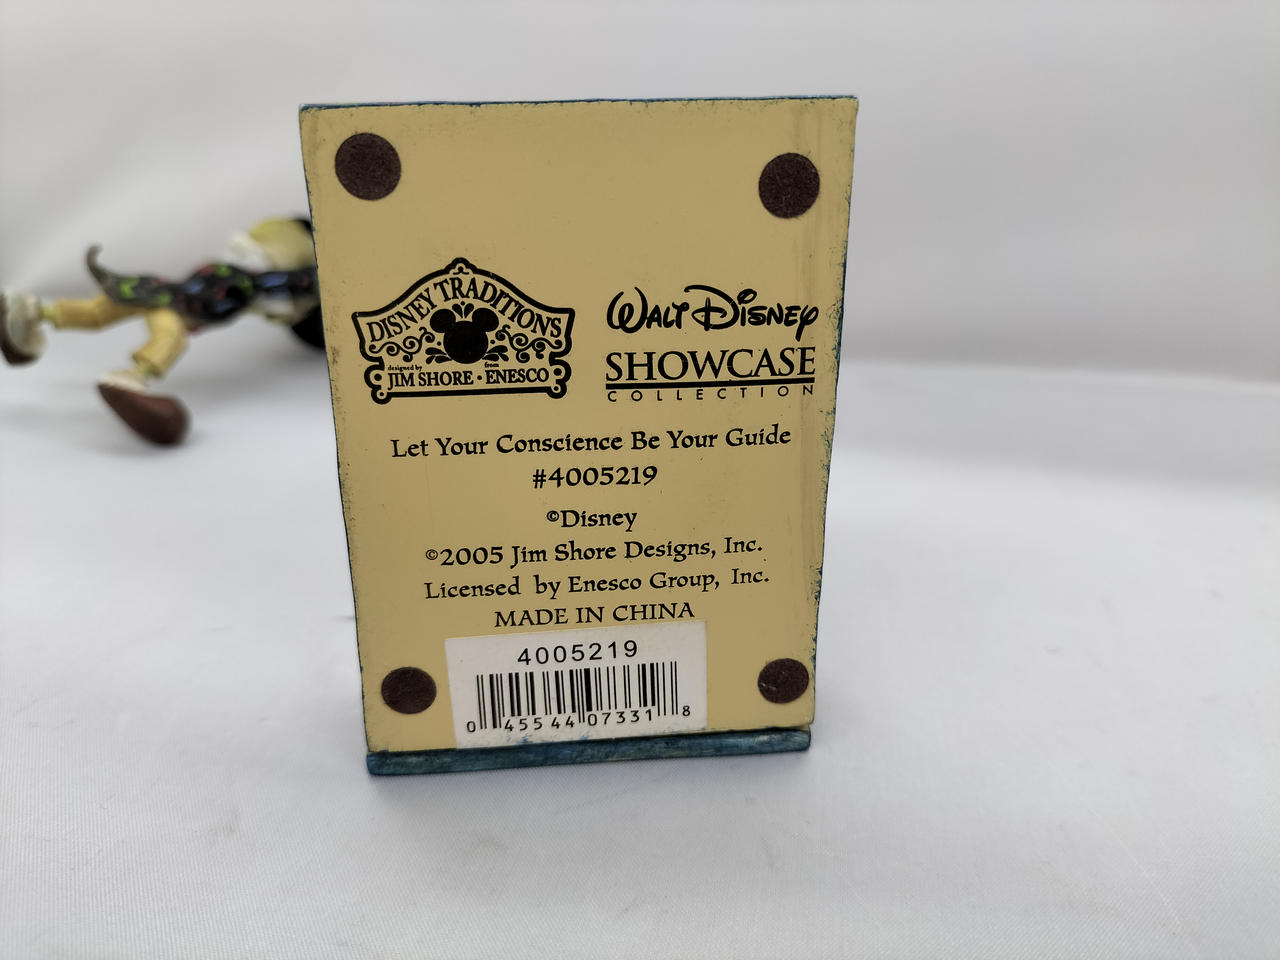 DISNEY TRADITIONS
designed by from
JIM SHORE • ENESCO
WALT DISNEY
SHOWCASE
COLLECTION
Let Your Conscience Be Your Guide
#4005219
©Disney
©2005 Jim Shore Designs, Inc.
Licensed by Enesco Group, Inc.
MADE IN CHINA
4005219
0 45544 07331 8